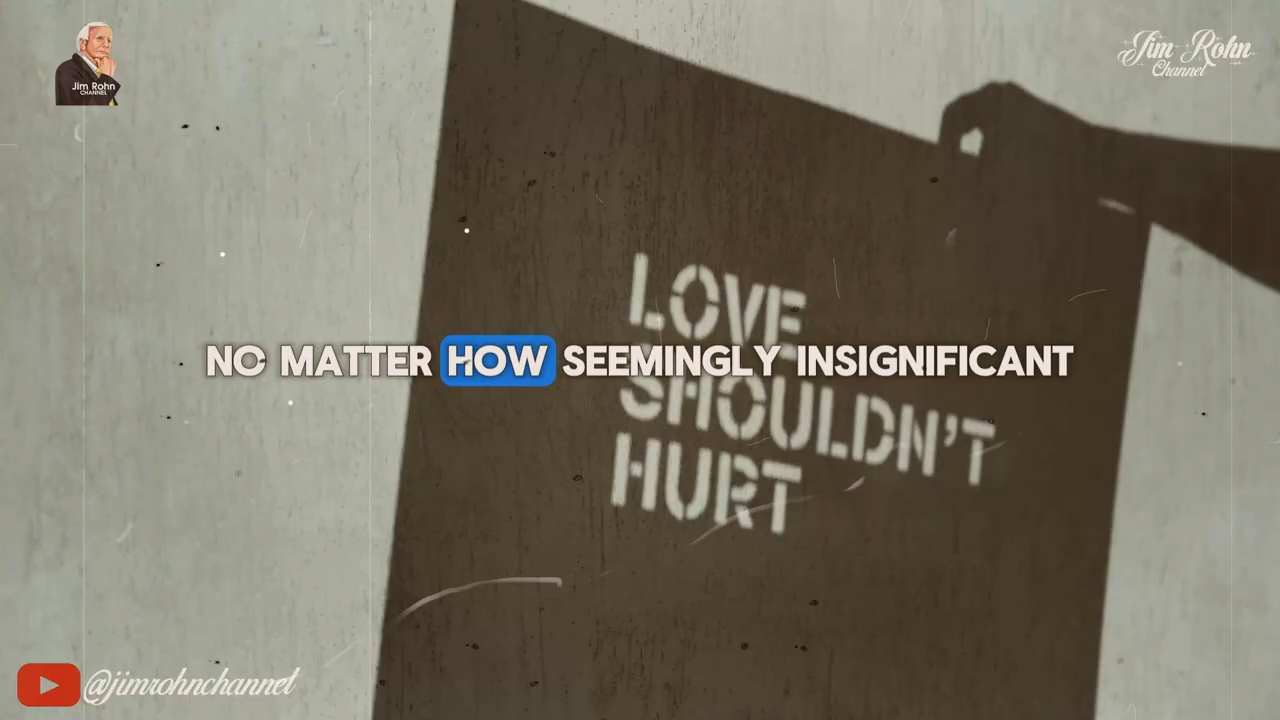 Jim Rohn
CHANNEL
Jim Rohn
Channel
LOVE
NO MATTER HOW SEEMINGLY INSIGNIFICANT
SHOULDN'T
HURT
@jimrohnchannel